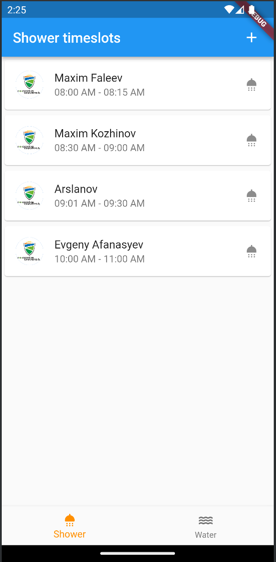 2:25
Shower timeslots
Maxim Faleev
08:00 AM - 08:15 AM
Maxim Kozhinov
08:30 AM - 09:00 AM
Arslanov
09:01 AM - 09:30 AM
Evgeny Afanasyev
10:00 AM - 11:00 AM
Shower
Water